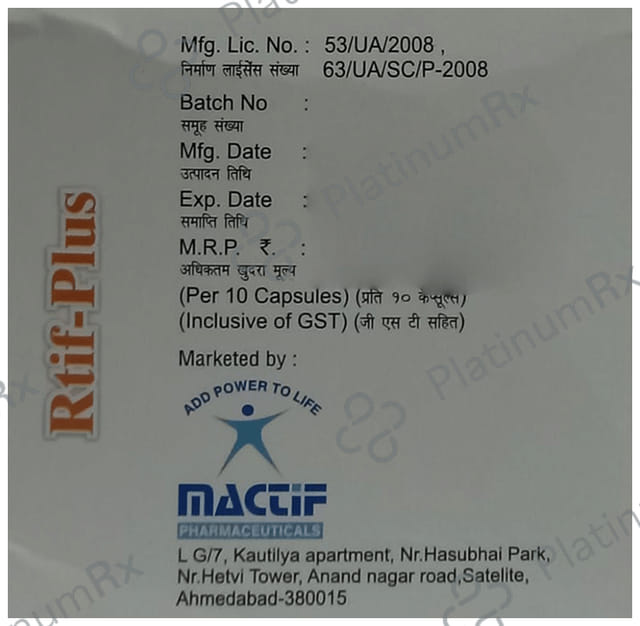 Rtif-Plus
Mfg. Lic. No. : 53/UA/2008 ,
निर्माण लाईसेंस संख्या 63/UA/SC/P-2008
Batch No :
समूह संख्या
Mfg. Date :
उत्पादन तिथि
Exp. Date :
समाप्ति तिथि
M.R.P. ₹. :
अधिकतम खुदरा मूल्य
(Per 10 Capsules) (प्रति १० केप्सूल्स)
(Inclusive of GST) (जी एस टी सहित)
Marketed by :
ADD POWER TO LIFE
MACTIF
PHARMACEUTICALS
L G/7, Kautilya apartment, Nr.Hasubhai Park,
Nr.Hetvi Tower, Anand nagar road,Satelite,
Ahmedabad-380015
PlatinumRx
PlatinumRx
PlatinumRx
PlatinumRx